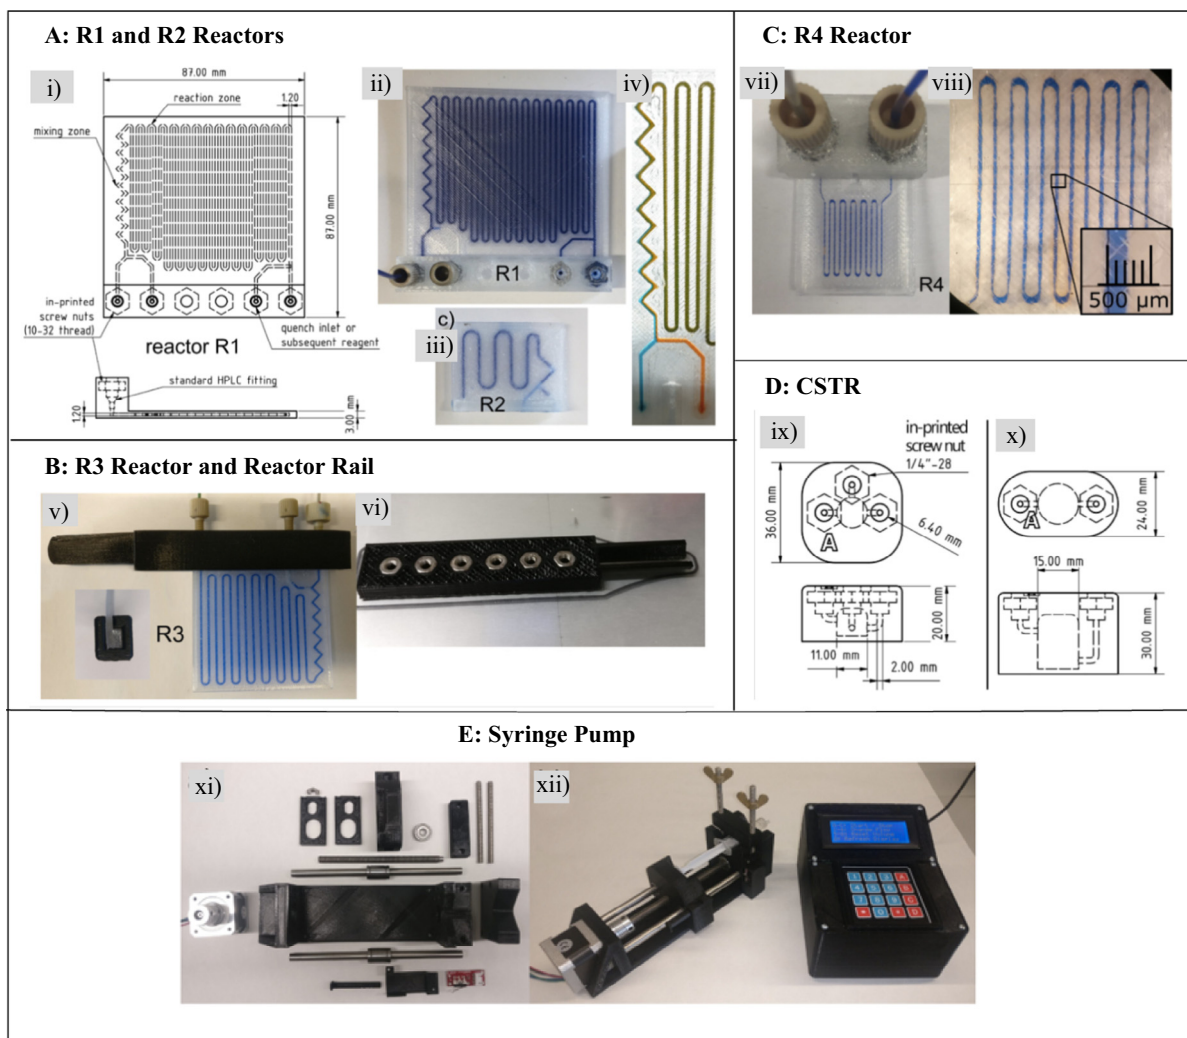 A: R1 and R2 Reactors
i)
87.00 mm
reaction zone
1.20
mixing zone
87.00 mm
in-printed
screw nuts
(10-32 thread)
quench inlet or
subsequent reagent
reactor R1
standard HPLC fitting
1.20
3.00 mm
ii)
R1
c)
iii)
R2
iv)
B: R3 Reactor and Reactor Rail
v)
R3
vi)
C: R4 Reactor
vii)
R4
viii)
500 µm
D: CSTR
ix)
in-printed
screw nut
1/4"-28
36.00 mm
A
6.40 mm
20.00 mm
11.00 mm
2.00 mm
x)
A
24.00 mm
15.00 mm
30.00 mm
E: Syringe Pump
xi)
xii)